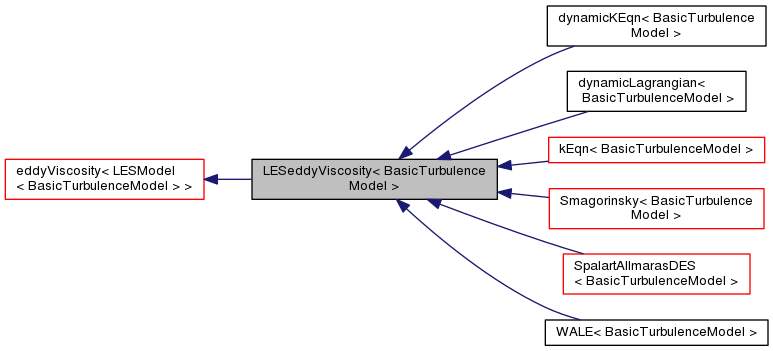 dynamicKEqn< BasicTurbulence
Model >
dynamicLagrangian<
BasicTurbulenceModel >
kEqn< BasicTurbulenceModel >
eddyViscosity< LESModel
< BasicTurbulenceModel > >
LESeddyViscosity< BasicTurbulence
Model >
Smagorinsky< BasicTurbulence
Model >
SpalartAllmarasDES
< BasicTurbulenceModel >
WALE< BasicTurbulenceModel >